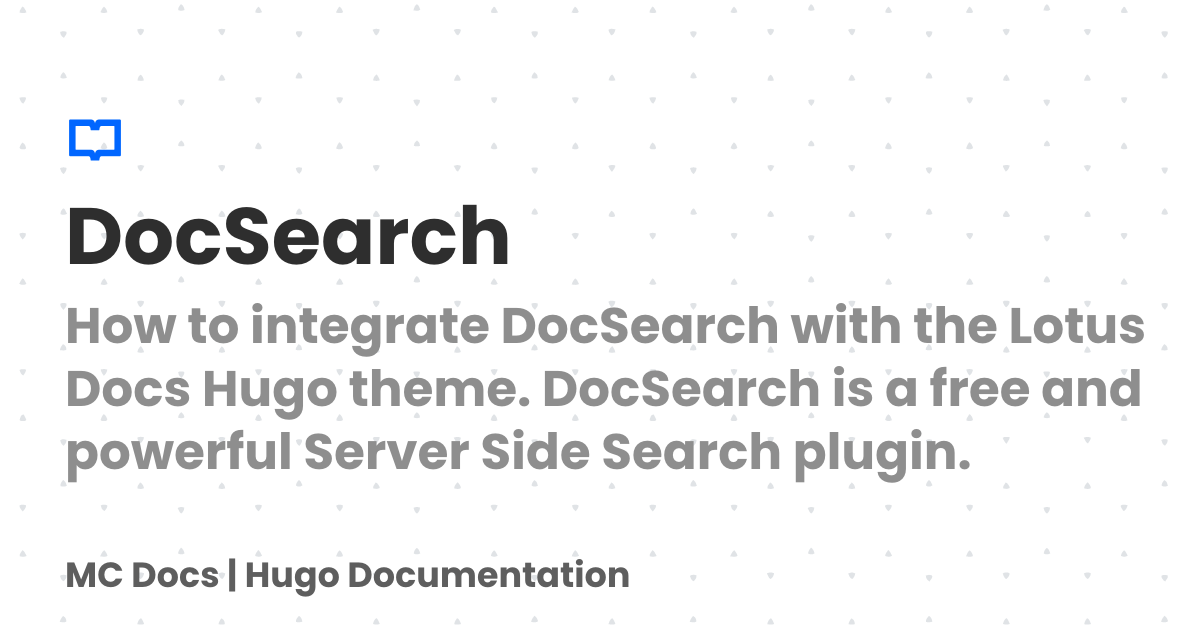 DocSearch
How to integrate DocSearch with the Lotus
Docs Hugo theme. DocSearch is a free and
powerful Server Side Search plugin.
MC Docs | Hugo Documentation